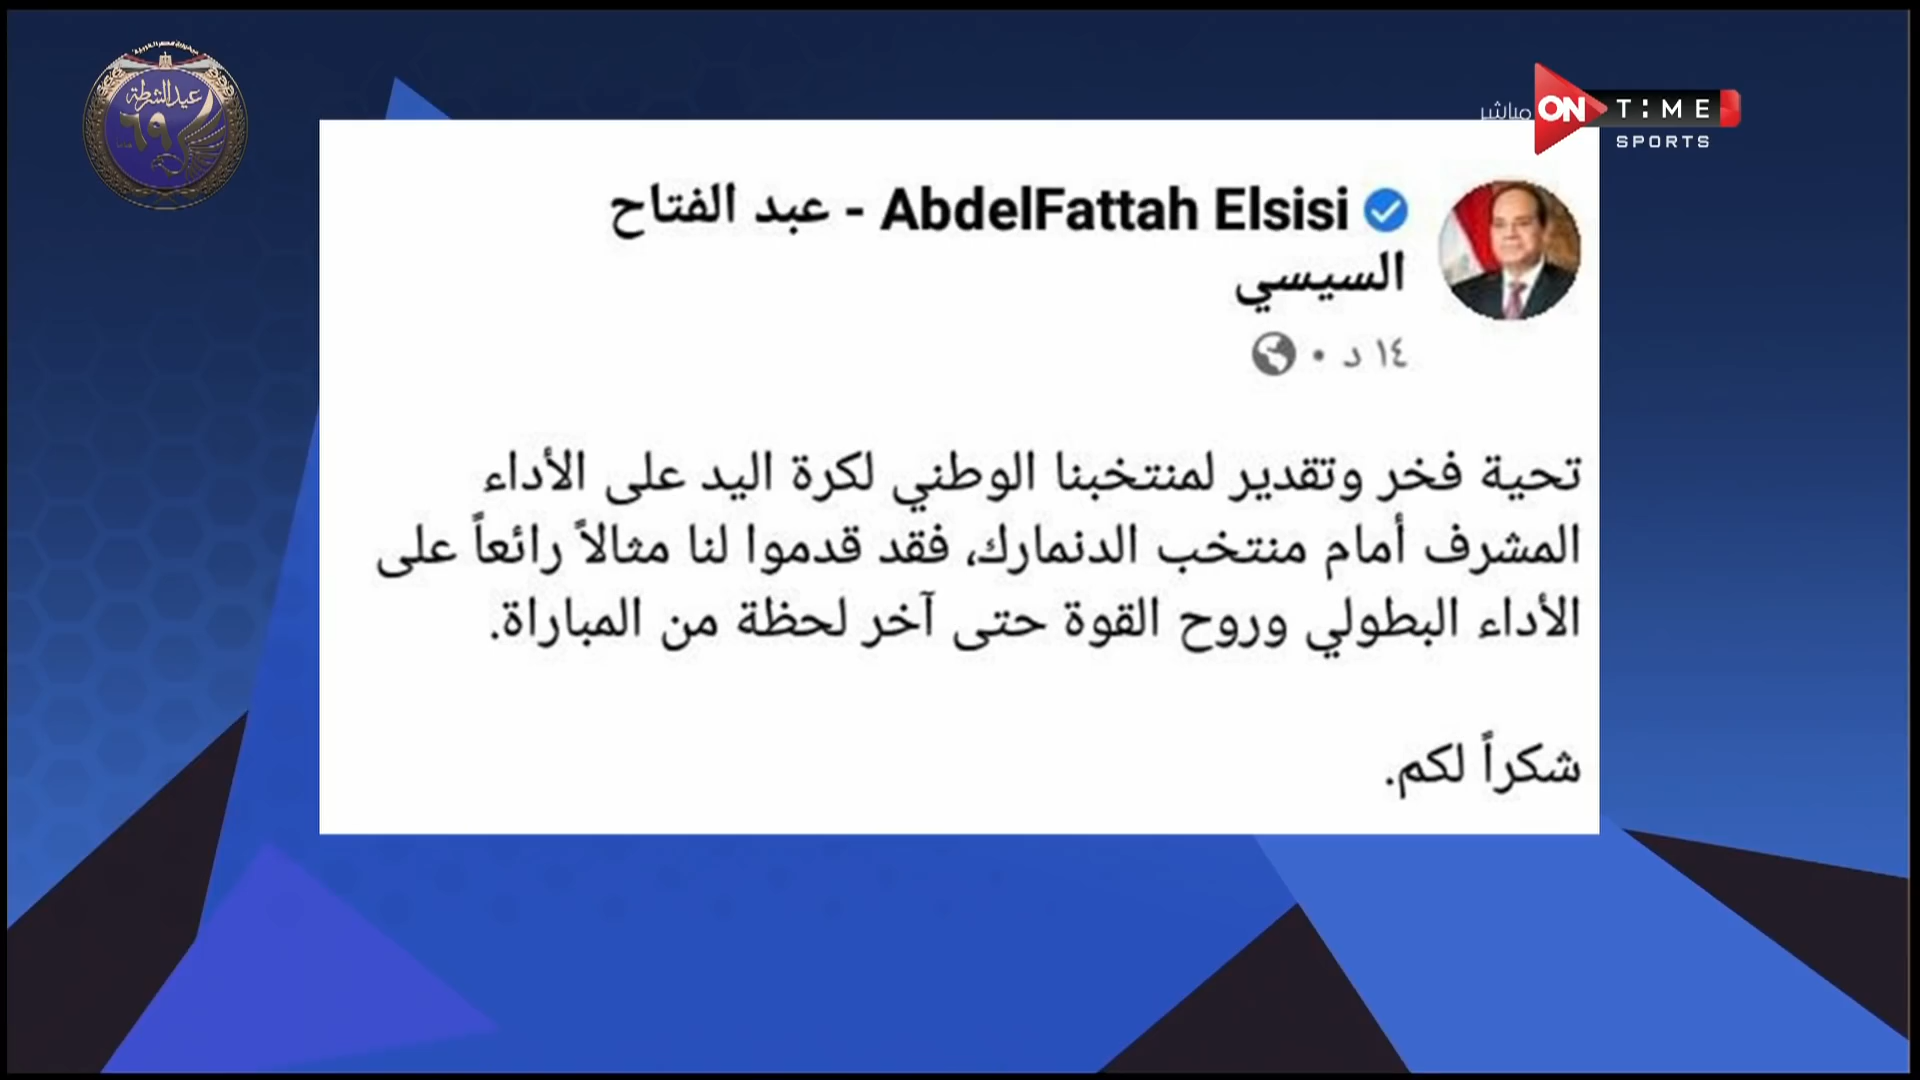 عيد الشرطة
٦٩
مباشر
ON TIME
SPORTS
AbdelFattah Elsisi - عبد الفتاح
السيسي
١٤ د •
تحية فخر وتقدير لمنتخبنا الوطني لكرة اليد على الأداء
المشرف أمام منتخب الدنمارك، فقد قدموا لنا مثالاً رائعاً على
الأداء البطولي وروح القوة حتى آخر لحظة من المباراة.
شكراً لكم.